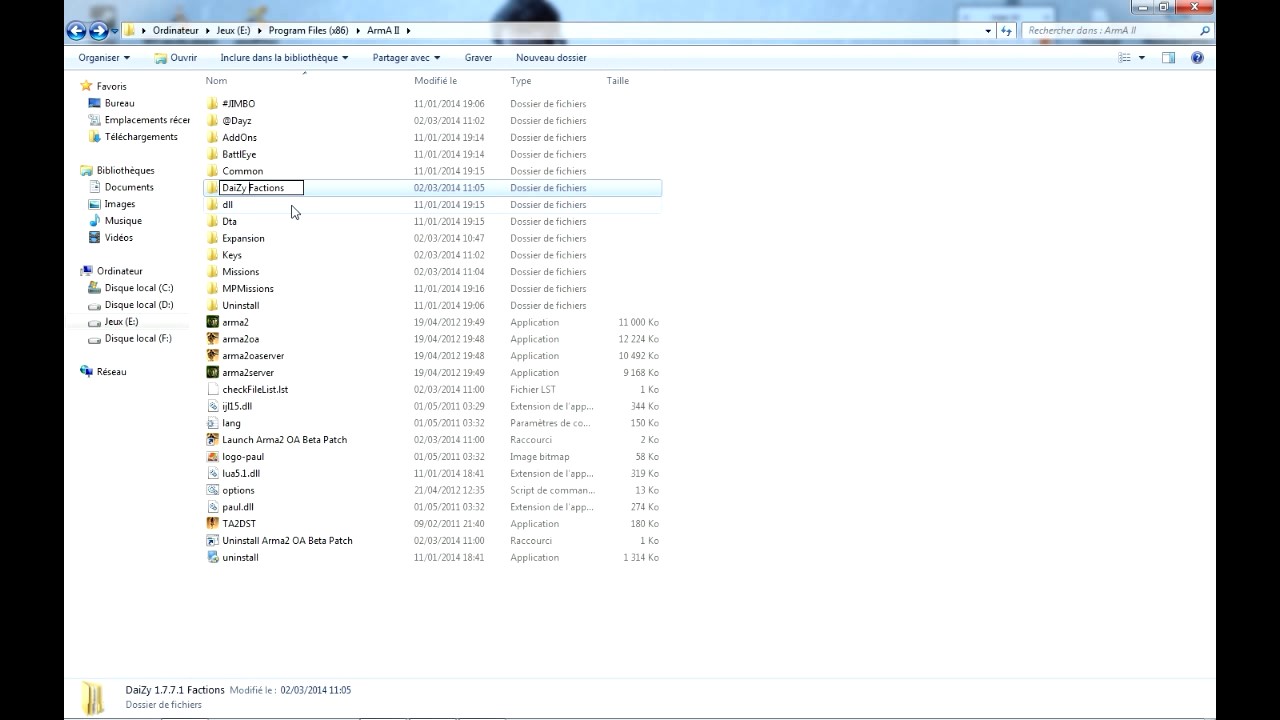 Ordinateur Jeux (E:) Program Files (x86) ArmA II Rechercher dans : ArmA II
Organiser Ouvrir Inclure dans la bibliothèque Partager avec Graver Nouveau dossier
Nom Modifié le Type Taille
Favoris
Bureau
Emplacements récer
Téléchargements
Bibliothèques
Documents
Images
Musique
Vidéos
Ordinateur
Disque local (C:)
Disque local (D:)
Jeux (E:)
Disque local (F:)
Réseau
#JIMBO 11/01/2014 19:06 Dossier de fichiers
@Dayz 02/03/2014 11:02 Dossier de fichiers
AddOns 11/01/2014 19:14 Dossier de fichiers
BattlEye 11/01/2014 19:14 Dossier de fichiers
Common 11/01/2014 19:15 Dossier de fichiers
DaiZy Factions 02/03/2014 11:05 Dossier de fichiers
dll 11/01/2014 19:15 Dossier de fichiers
Dta 11/01/2014 19:15 Dossier de fichiers
Expansion 02/03/2014 10:47 Dossier de fichiers
Keys 02/03/2014 11:02 Dossier de fichiers
Missions 02/03/2014 11:04 Dossier de fichiers
MPMissions 11/01/2014 19:16 Dossier de fichiers
Uninstall 11/01/2014 19:06 Dossier de fichiers
arma2 19/04/2012 19:49 Application 11 000 Ko
arma2oa 19/04/2012 19:48 Application 12 224 Ko
arma2oaserver 19/04/2012 19:48 Application 10 492 Ko
arma2server 19/04/2012 19:49 Application 9 168 Ko
checkFileList.lst 02/03/2014 11:00 Fichier LST 1 Ko
ijl15.dll 01/05/2011 03:29 Extension de l'app... 344 Ko
lang 01/05/2011 03:32 Paramètres de co... 150 Ko
Launch Arma2 OA Beta Patch 02/03/2014 11:00 Raccourci 2 Ko
logo-paul 01/05/2011 03:32 Image bitmap 58 Ko
lua5.1.dll 11/01/2014 18:41 Extension de l'app... 319 Ko
options 21/04/2012 12:35 Script de comman... 13 Ko
paul.dll 01/05/2011 03:32 Extension de l'app... 274 Ko
TA2DST 09/02/2011 21:40 Application 180 Ko
Uninstall Arma2 OA Beta Patch 02/03/2014 11:00 Raccourci 1 Ko
uninstall 11/01/2014 18:41 Application 1 314 Ko
DaiZy 1.7.7.1 Factions Modifié le : 02/03/2014 11:05
Dossier de fichiers